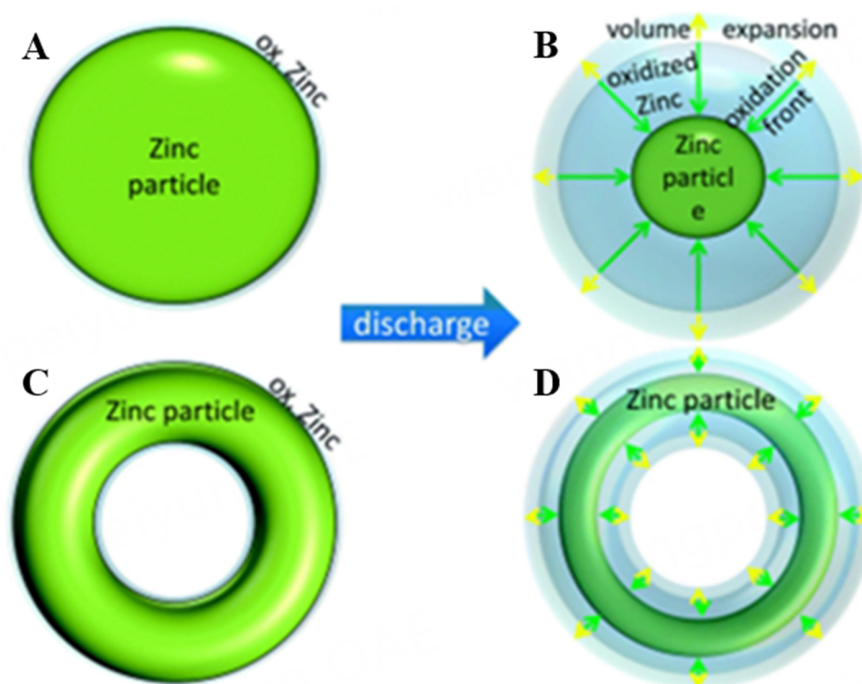 A
ox. Zinc
Zinc
particle
B
volume expansion
oxidized
Zinc
oxidation
front
Zinc
particl
e
discharge
C
ox. Zinc
Zinc particle
D
Zinc particle